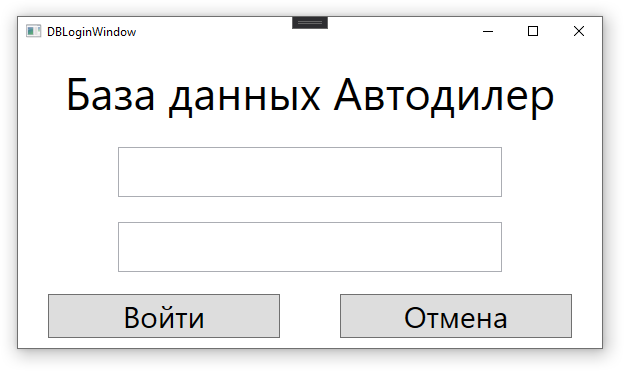 DBLoginWindow
База данных Автодилер
Войти
Отмена